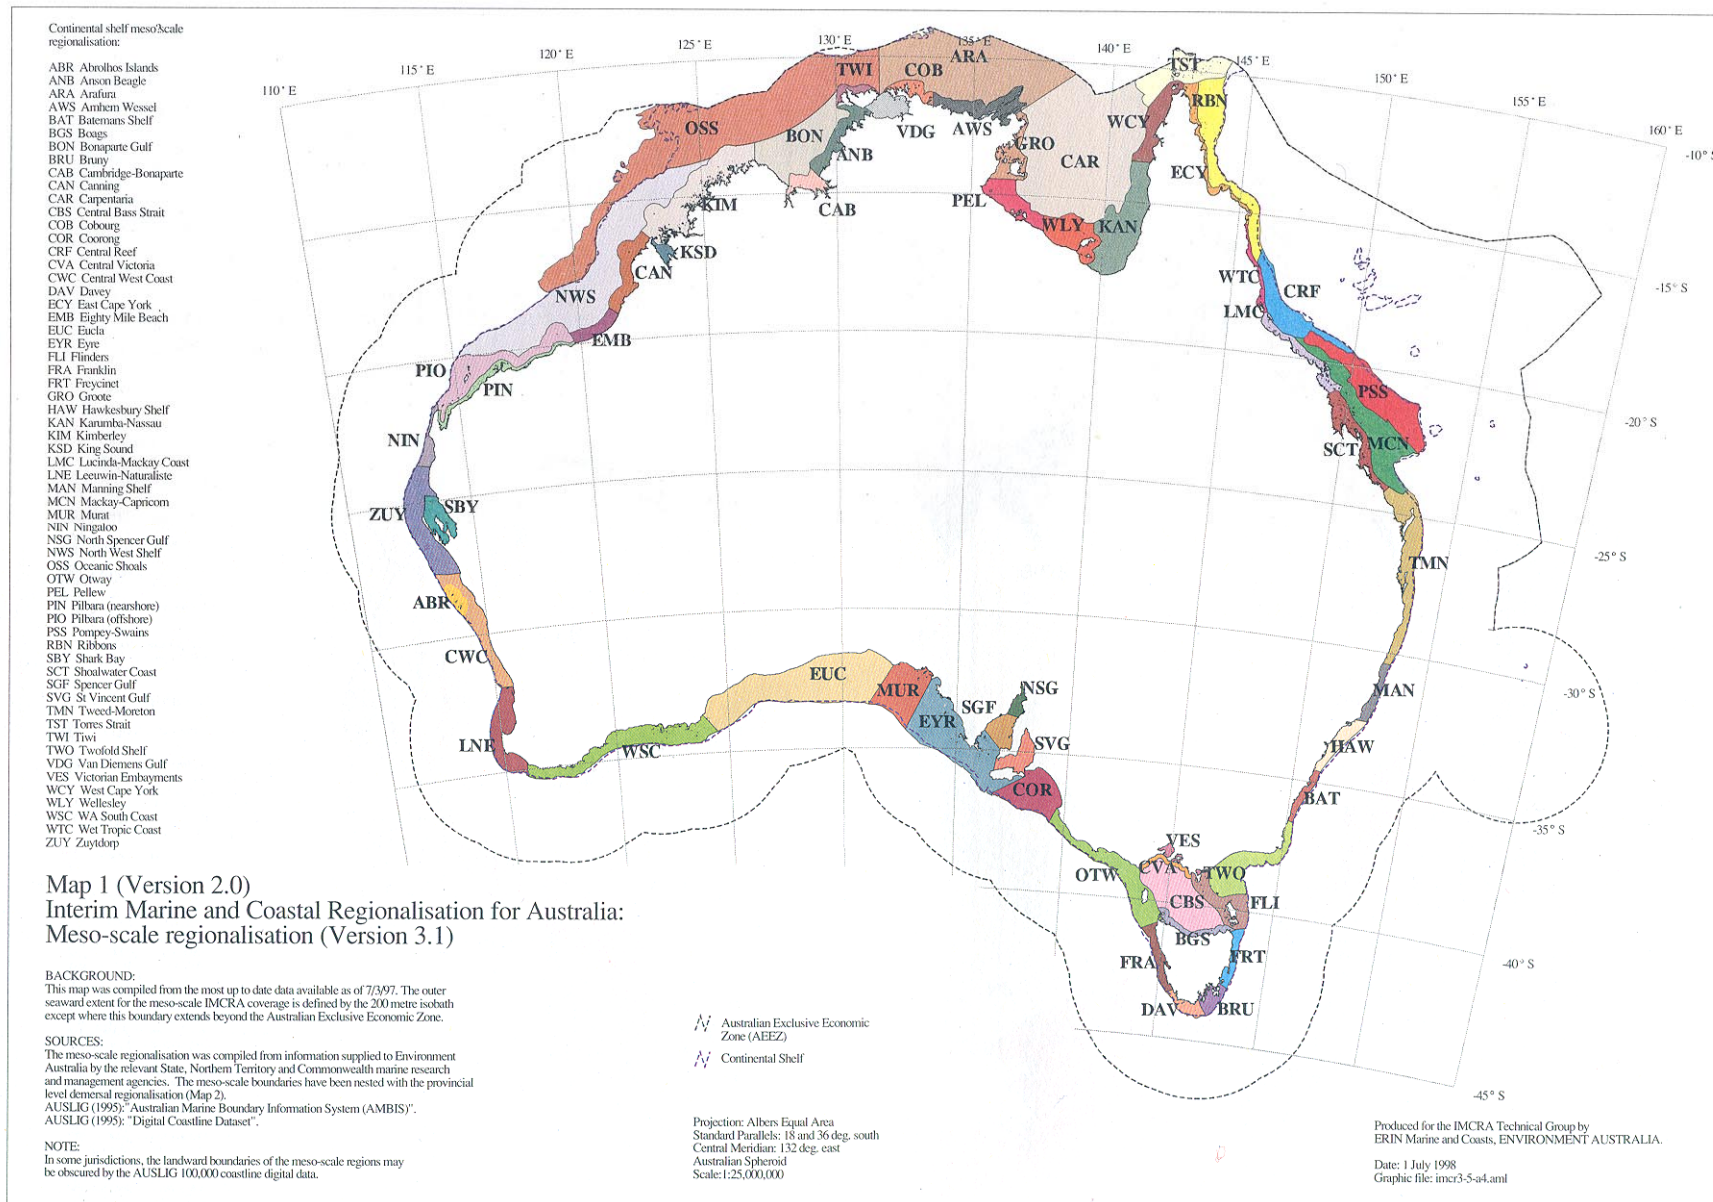 Continental shelf meso-scale
regionalisation:
ABR Abrolhos Islands
ANB Anson Beagle
ARA Arafura
AWS Arnhem Wessel
BAT Batemans Shelf
BGS Boags
BON Bonaparte Gulf
BRU Bruny
CAB Cambridge-Bonaparte
CAN Canning
CAR Carpentaria
CBS Central Bass Strait
COB Cobourg
COR Coorong
CRF Central Reef
CVA Central Victoria
CWC Central West Coast
DAV Davey
ECY East Cape York
EMB Eighty Mile Beach
EUC Eucla
EYR Eyre
FLI Flinders
FRA Franklin
FRT Freycinet
GRO Groote
HAW Hawkesbury Shelf
KAN Karumba-Nassau
KIM Kimberley
KSD King Sound
LMC Lucinda-Mackay Coast
LNE Leeuwin-Naturaliste
MAN Manning Shelf
MCN Mackay-Capricorn
MUR Murat
NIN Ningaloo
NSG North Spencer Gulf
NWS North West Shelf
OSS Oceanic Shoals
OTW Otway
PEL Pellew
PIN Pilbara (nearshore)
PIO Pilbara (offshore)
PSS Pompey-Swains
RBN Ribbons
SBY Shark Bay
SCT Shoalwater Coast
SGF Spencer Gulf
SVG St Vincent Gulf
TMN Tweed-Moreton
TST Torres Strait
TWI Tiwi
TWO Twofold Shelf
VDG Van Diemens Gulf
VES Victorian Embayments
WCY West Cape York
WLY Wellesley
WSC WA South Coast
WTC Wet Tropic Coast
ZUY Zuytdorp
110° E
115° E
120° E
125° E
130° E
135° E
140° E
145° E
150° E
155° E
160° E
-10° S
-15° S
-20° S
-25° S
-30° S
-35° S
-40° S
-45° S
TWI
COB
ARA
TST
RBN
OSS
BON
ANB
VDG
AWS
GRO
CAR
WCY
ECY
KIM
CAB
PEL
WLY
KAN
KSD
CAN
NWS
EMB
WTC
LMC
CRF
PIO
PIN
PSS
NIN
SCT
MCN
ZUY
SBY
TMN
ABR
CWC
EUC
MUR
NSG
SGF
EYR
SVG
MAN
LNE
WSC
HAW
COR
BAT
VES
OTW
CVA
TWO
CBS
FLI
BGS
FRA
FRT
DAV
BRU
Map 1 (Version 2.0)
Interim Marine and Coastal Regionalisation for Australia:
Meso-scale regionalisation (Version 3.1)
BACKGROUND:
This map was compiled from the most up to date data available as of 7/3/97. The outer
seaward extent for the meso-scale IMCRA coverage is defined by the 200 metre isobath
except where this boundary extends beyond the Australian Exclusive Economic Zone.
SOURCES:
The meso-scale regionalisation was compiled from information supplied to Environment
Australia by the relevant State, Northern Territory and Commonwealth marine research
and management agencies. The meso-scale boundaries have been nested with the provincial
level demersal regionalisation (Map 2).
AUSLIG (1995):"Australian Marine Boundary Information System (AMBIS)".
AUSLIG (1995): "Digital Coastline Dataset".
NOTE:
In some jurisdictions, the landward boundaries of the meso-scale regions may
be obscured by the AUSLIG 100,000 coastline digital data.
Australian Exclusive Economic
Zone (AEEZ)
Continental Shelf
Projection: Albers Equal Area
Standard Parallels: 18 and 36 deg. south
Central Meridian: 132 deg. east
Australian Spheroid
Scale:1:25,000,000
Produced for the IMCRA Technical Group by
ERIN Marine and Coasts, ENVIRONMENT AUSTRALIA.
Date: 1 July 1998
Graphic file: imcr3-5-a4.aml